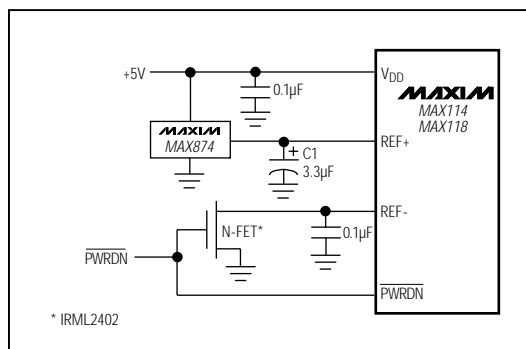 +5V
0.1µF
VDD
MAXIM
MAX114
MAX118
MAXIM
MAX874
REF+
+
C1
3.3µF
REF-
N-FET*
0.1µF
PWRDN
PWRDN
* IRML2402